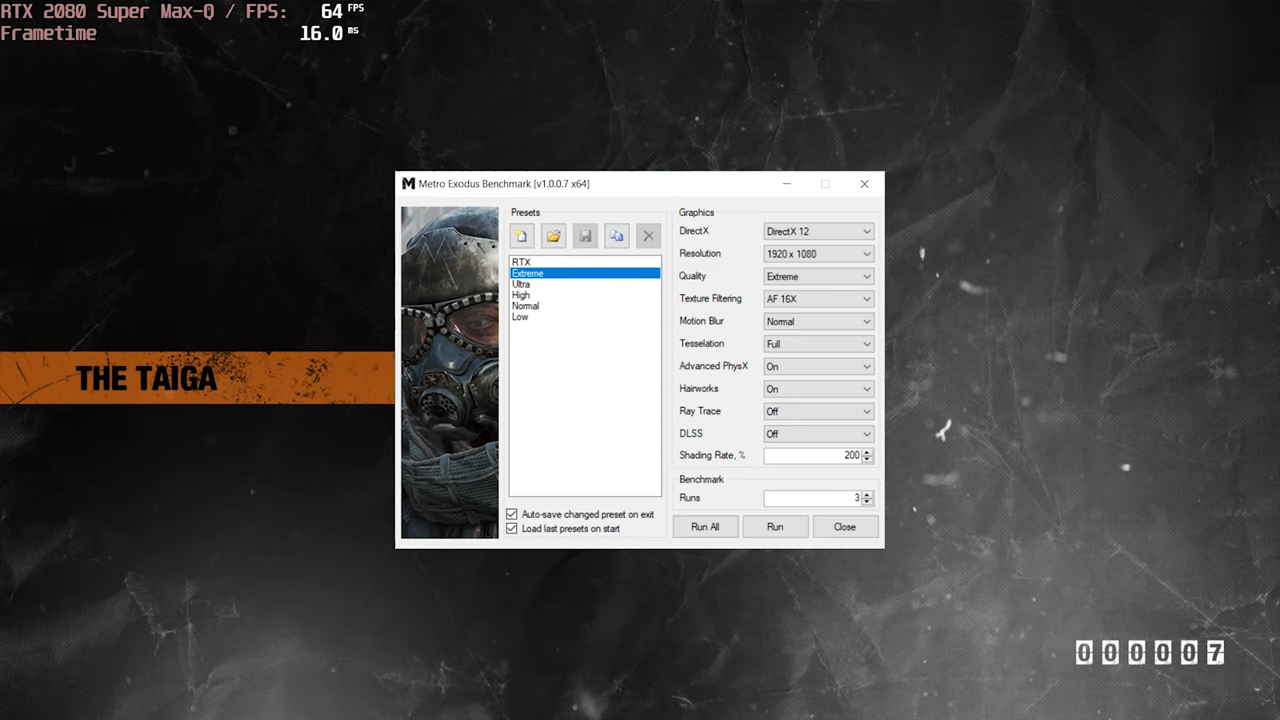 RTX 2080 Super Max-Q / FPS: 64 FPS
Frametime 16.0 ms
Metro Exodus Benchmark [v1.0.0.7 x64]
Presets
RTX
Extreme
Ultra
High
Normal
Low
Auto-save changed preset on exit
Load last presets on start
Graphics
DirectX DirectX 12
Resolution 1920 x 1080
Quality Extreme
Texture Filtering AF 16X
Motion Blur Normal
Tesselation Full
Advanced PhysX On
Hairworks On
Ray Trace Off
DLSS Off
Shading Rate, % 200
Benchmark
Runs 3
Run All Run Close
THE TAIGA
000007